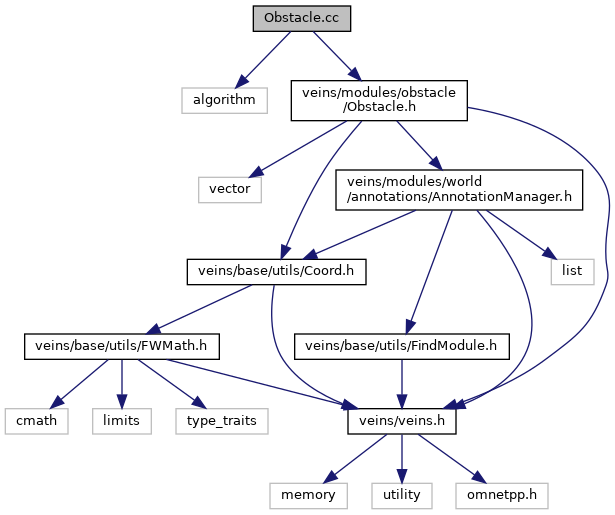 Obstacle.cc
algorithm
veins/modules/obstacle
/Obstacle.h
vector
veins/modules/world
/annotations/AnnotationManager.h
veins/base/utils/Coord.h
list
veins/base/utils/FWMath.h
veins/base/utils/FindModule.h
cmath
limits
type_traits
veins/veins.h
memory
utility
omnetpp.h